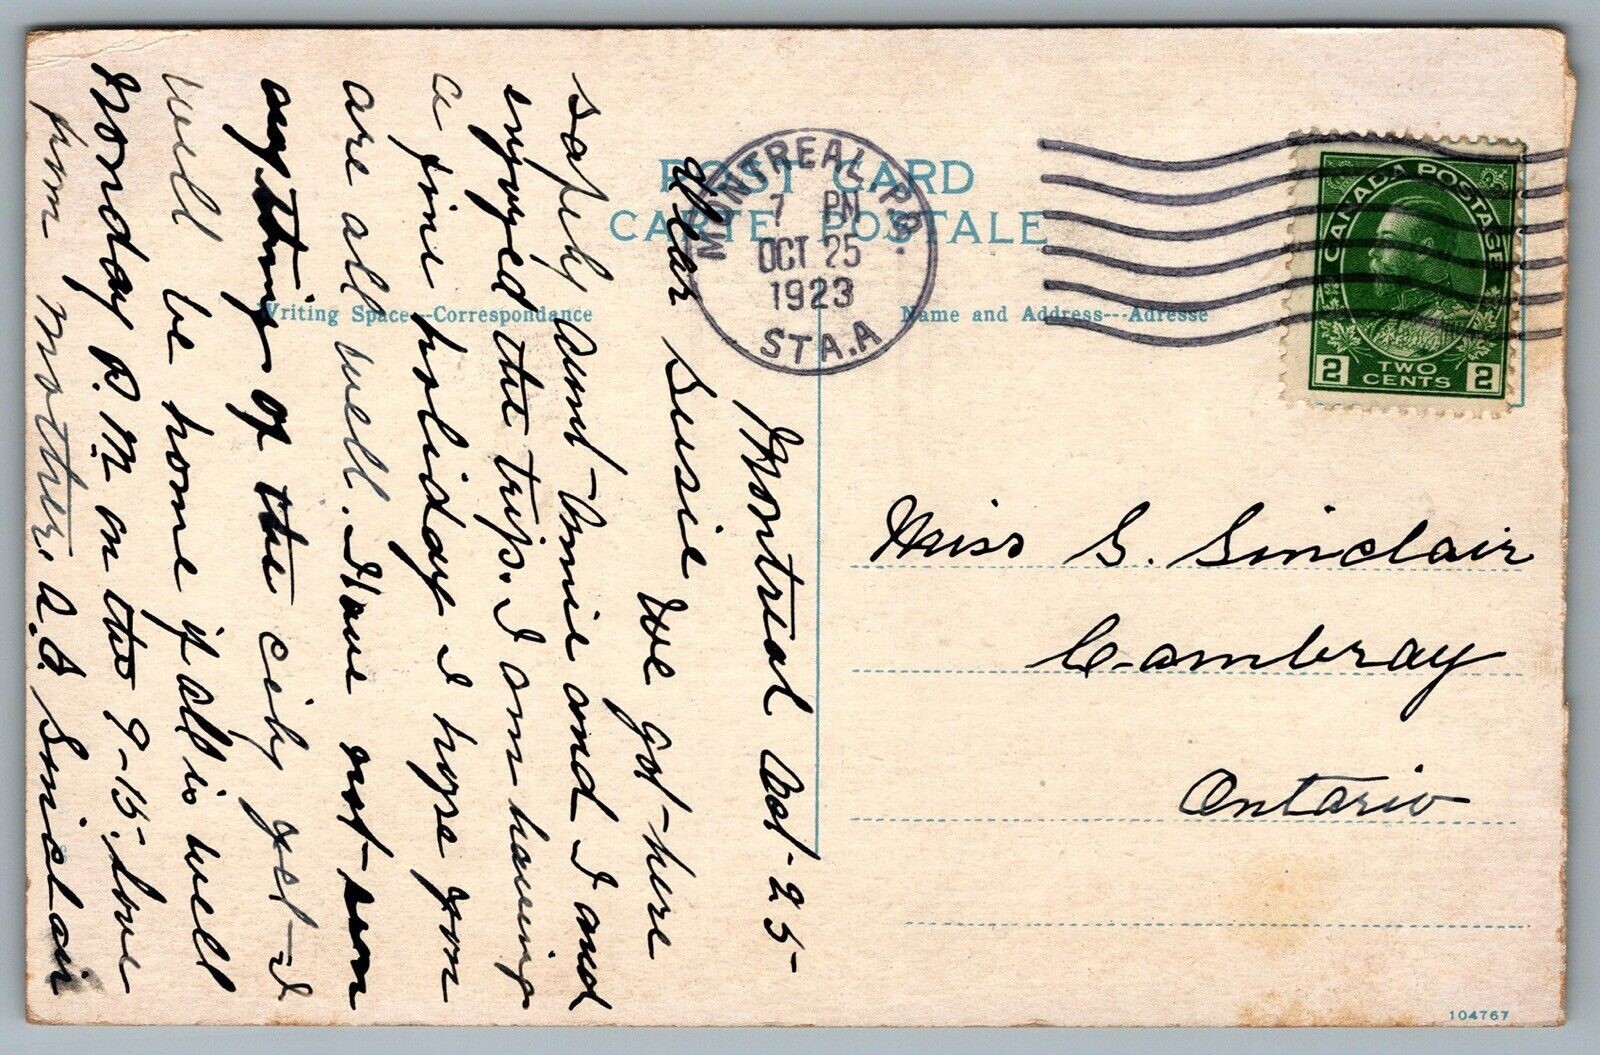 POST CARD
CARTE POSTALE
Writing Space---Correspondance
Name and Address---Adresse
MONTREAL, P.Q.
7 PM
OCT 25
1923
STA.A
CANADA POSTAGE
2 TWO CENTS 2
Montreal Oct-25-
dear Susie We got-here
safely Aunt-Amie and I and
enjoyed the trip. I am having
a fine holiday I hope you
are all well. Have not-seen
anything of the city yet-I
will be home if all is well
Monday P.M on the 9-15-love
from Mother, A.J. Sinclair
Miss S. Sinclair
Cambray
Ontario
104767